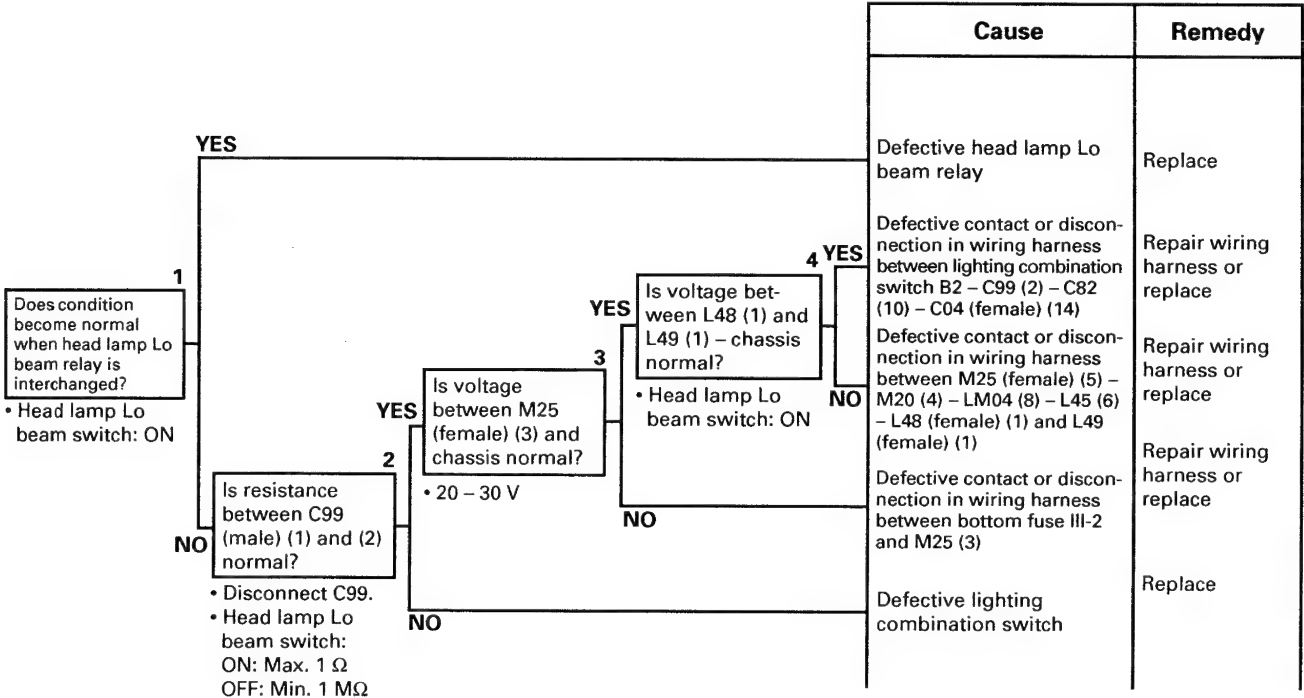 Cause
Remedy
YES
Defective head lamp Lo
beam relay
Replace
1
Does condition
become normal
when head lamp Lo
beam relay is
interchanged?
• Head lamp Lo
beam switch: ON
NO
2
Is resistance
between C99
(male) (1) and (2)
normal?
• Disconnect C99.
• Head lamp Lo
beam switch:
ON: Max. 1 Ω
OFF: Min. 1 MΩ
YES
3
Is voltage
between M25
(female) (3) and
chassis normal?
• 20 – 30 V
YES
4
Is voltage bet-
ween L48 (1) and
L49 (1) – chassis
normal?
• Head lamp Lo
beam switch: ON
YES
Defective contact or discon-
nection in wiring harness
between lighting combination
switch B2 – C99 (2) – C82
(10) – C04 (female) (14)
Repair wiring
harness or
replace
NO
Defective contact or discon-
nection in wiring harness
between M25 (female) (5) –
M20 (4) – LM04 (8) – L45 (6)
– L48 (female) (1) and L49
(female) (1)
Repair wiring
harness or
replace
NO
Defective contact or discon-
nection in wiring harness
between bottom fuse III-2
and M25 (3)
Repair wiring
harness or
replace
NO
Defective lighting
combination switch
Replace